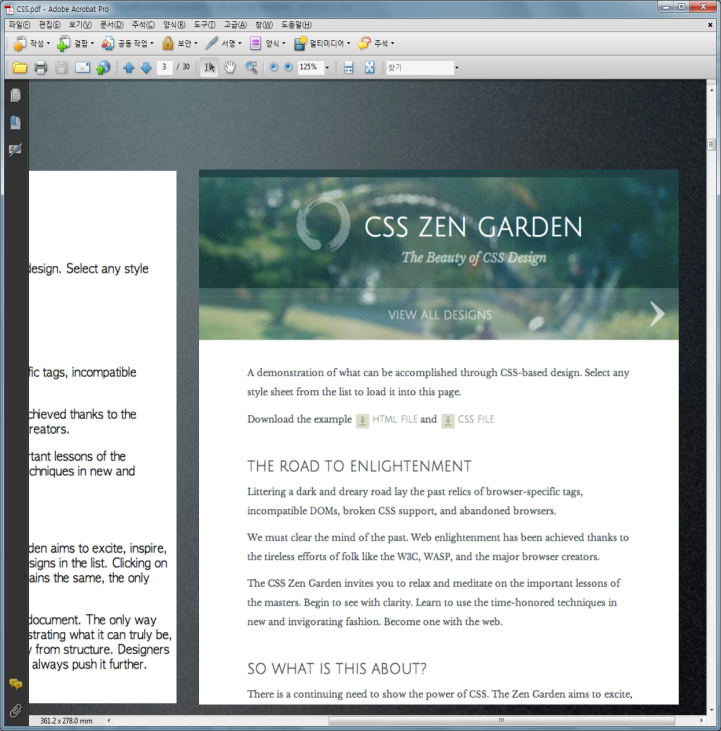 CSS.pdf - Adobe Acrobat Pro
파일(F) 편집(E) 보기(V) 문서(D) 주석(C) 양식(R) 도구(T) 고급(A) 창(W) 도움말(H)
작성 결합 공동 작업 보안 서명 양식 멀티미디어 주석
3 / 30 125% 찾기
design. Select any style
fic tags, incompatible
chieved thanks to the
reators.
rtant lessons of the
chniques in new and
den aims to excite, inspire,
signs in the list. Clicking on
ains the same, the only
document. The only way
strating what it can truly be,
y from structure. Designers
always push it further.
CSS ZEN GARDEN
The Beauty of CSS Design
VIEW ALL DESIGNS
A demonstration of what can be accomplished through CSS-based design. Select any
style sheet from the list to load it into this page.
Download the example HTML FILE and CSS FILE
THE ROAD TO ENLIGHTENMENT
Littering a dark and dreary road lay the past relics of browser-specific tags,
incompatible DOMs, broken CSS support, and abandoned browsers.
We must clear the mind of the past. Web enlightenment has been achieved thanks to
the tireless efforts of folk like the W3C, WASP, and the major browser creators.
The CSS Zen Garden invites you to relax and meditate on the important lessons of
the masters. Begin to see with clarity. Learn to use the time-honored techniques in
new and invigorating fashion. Become one with the web.
SO WHAT IS THIS ABOUT?
There is a continuing need to show the power of CSS. The Zen Garden aims to excite,
361.2 x 278.0 mm